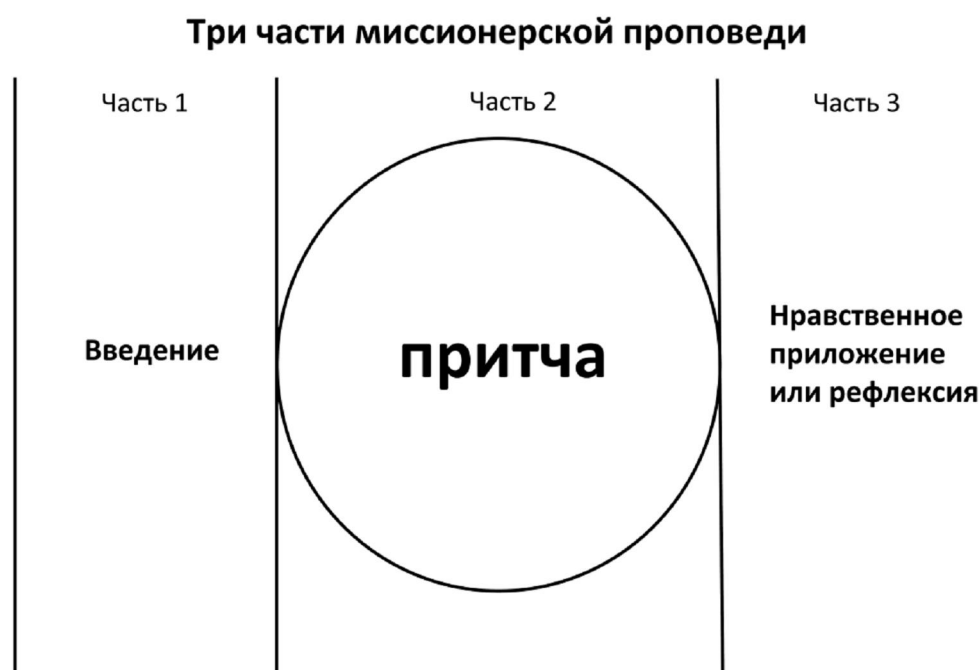 Три части миссионерской проповеди
Часть 1
Часть 2
Часть 3
Введение
притча
Нравственное
приложение
или рефлексия